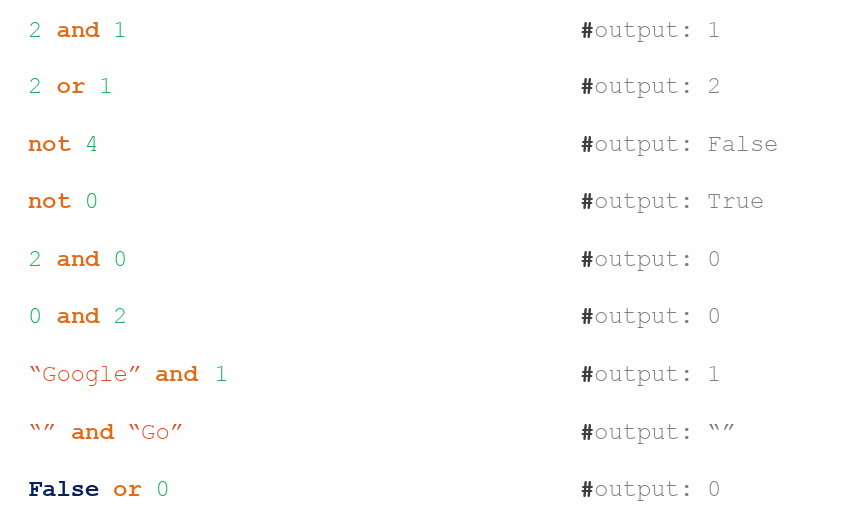 2 and 1 #output: 1
2 or 1 #output: 2
not 4 #output: False
not 0 #output: True
2 and 0 #output: 0
0 and 2 #output: 0
“Google” and 1 #output: 1
“” and “Go” #output: “”
False or 0 #output: 0